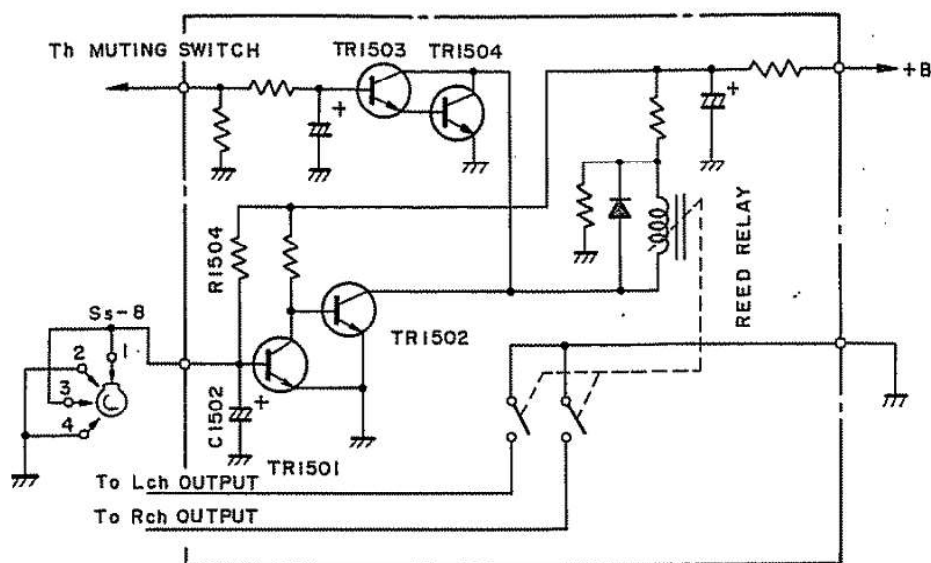 Th MUTING SWITCH
TR1503
TR1504
+B
+
+
R1504
REED RELAY
Ss-8
TR1502
2
1
3
4
C1502
+
TR1501
To Lch OUTPUT
To Rch OUTPUT